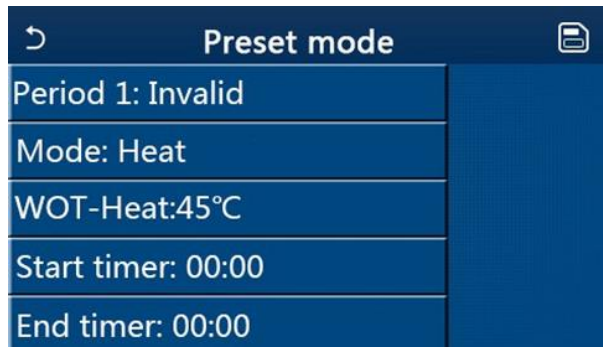 Preset mode
Period 1: Invalid
Mode: Heat
WOT-Heat:45℃
Start timer: 00:00
End timer: 00:00